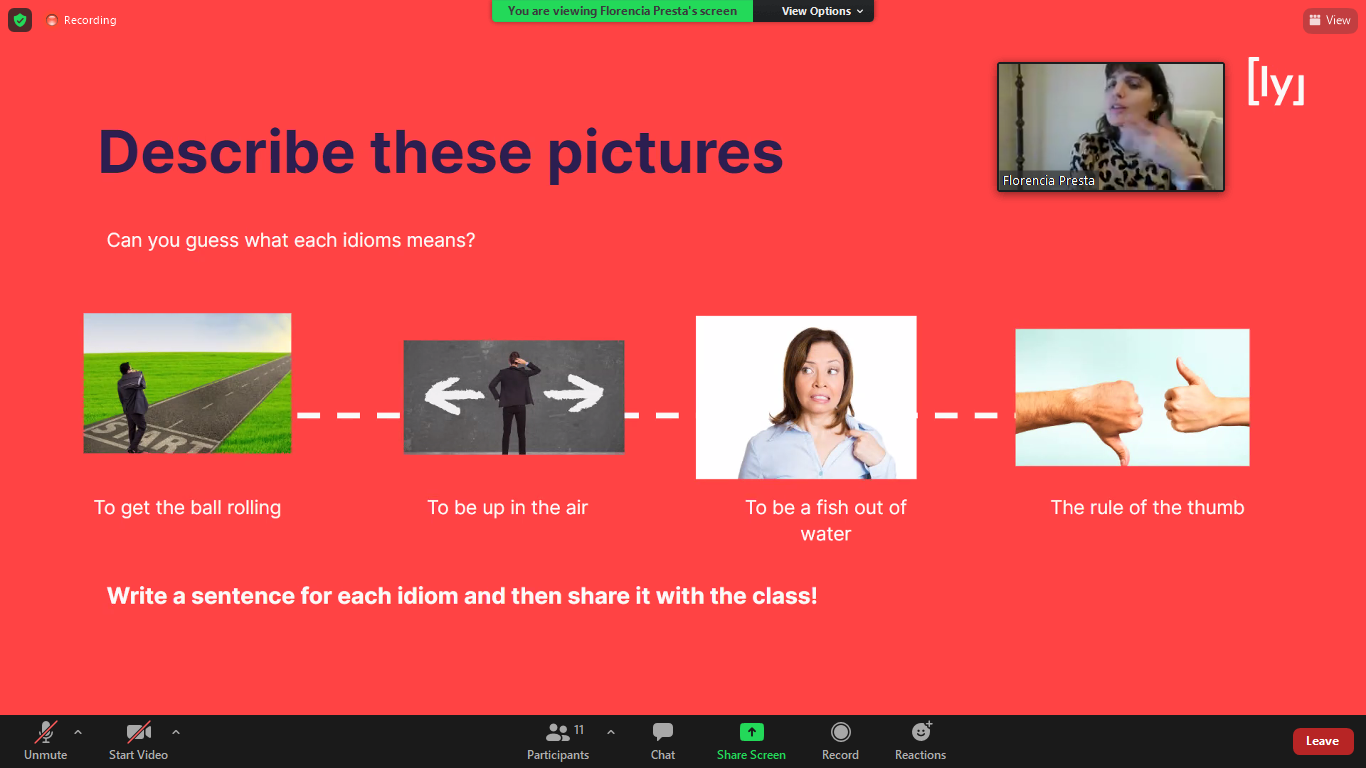 Recording
You are viewing Florencia Presta's screen
View Options
View
[ly]
Florencia Presta
Describe these pictures
Can you guess what each idioms means?
START
To get the ball rolling
To be up in the air
To be a fish out of
water
The rule of the thumb
Write a sentence for each idiom and then share it with the class!
Unmute
Start Video
11
Participants
Chat
Share Screen
Record
Reactions
Leave